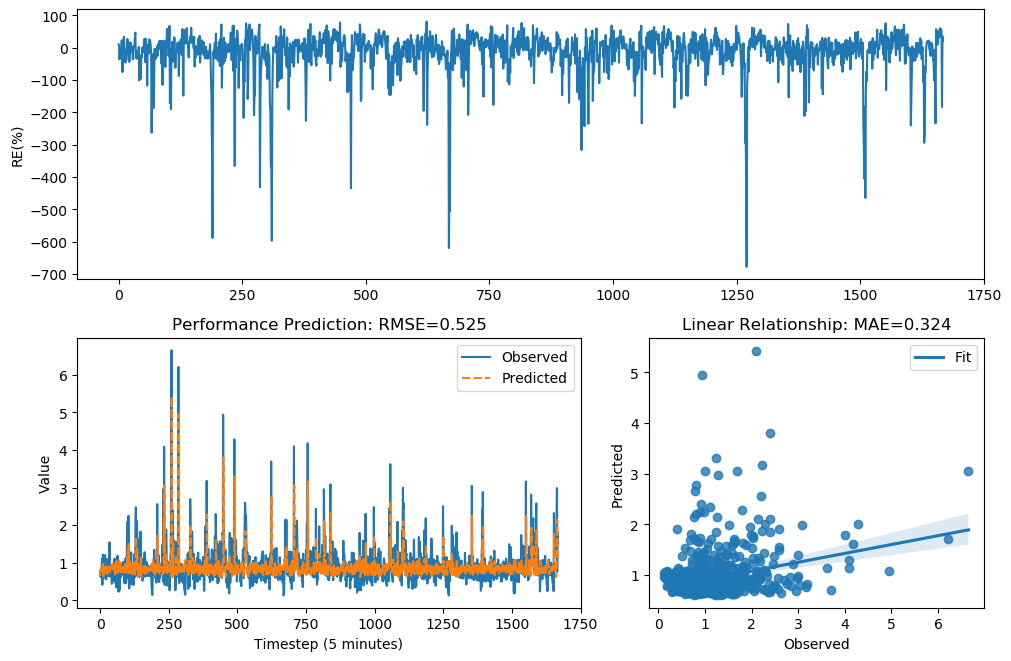 100
0
−100
−200
−300
−400
−500
−600
−700
RE(%)
0 250 500 750 1000 1250 1500 1750
Performance Prediction: RMSE=0.525
Observed
Predicted
6
5
4
3
2
1
0
Value
0 250 500 750 1000 1250 1500 1750
Timestep (5 minutes)
Linear Relationship: MAE=0.324
Fit
5
4
3
2
1
Predicted
0 1 2 3 4 5 6
Observed